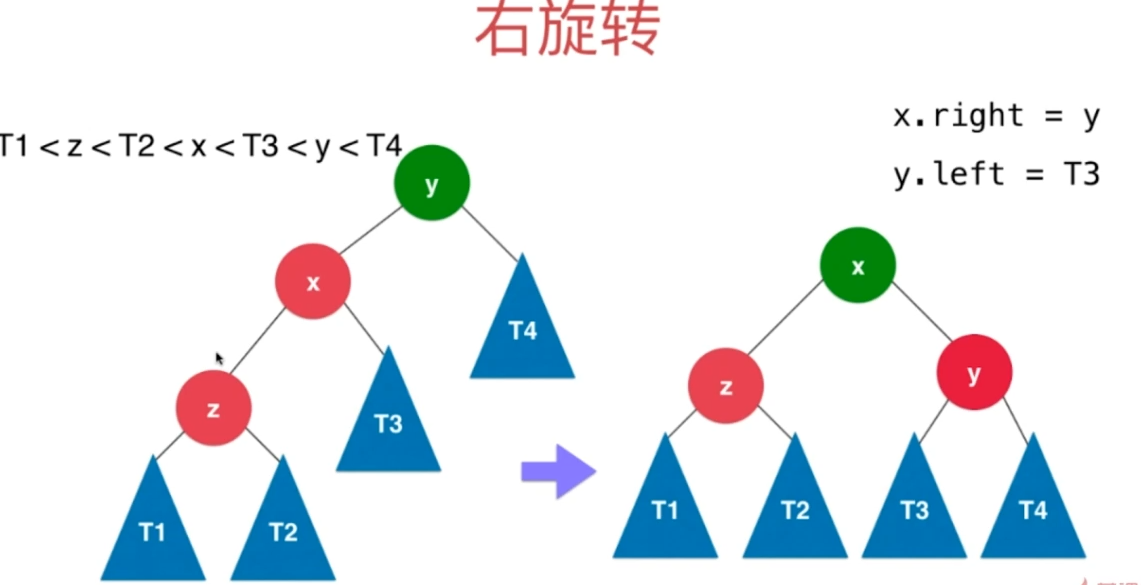 右旋转
T1 < z < T2 < x < T3 < y < T4
x.right = y
y.left = T3
y
x
T4
z
T3
T1
T2
x
z
y
T1
T2
T3
T4